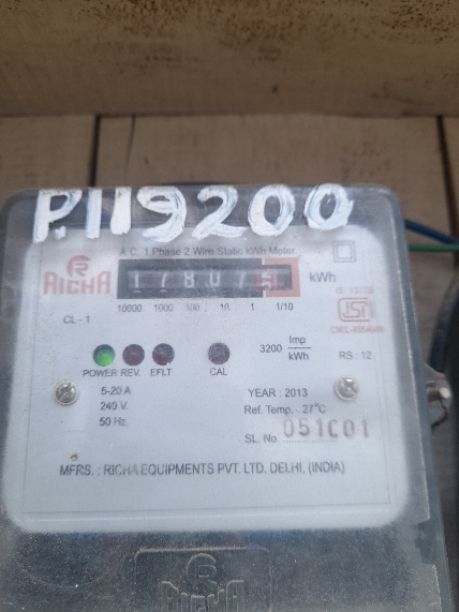 P.119200
A.C. 1 Phase 2 Wire Static kWh Meter
RICHA
17807 kWh
10000 1000 100 10 1 1/10
CL - 1
3200 Imp/kWh
RS : 12
POWER REV. EFLT CAL
5-20 A
240 V.
50 Hz.
YEAR : 2013
Ref. Temp. : 27°C
SL. No. 051C01
MFRS. : RICHA EQUIPMENTS PVT. LTD. DELHI, (INDIA)
RICHA